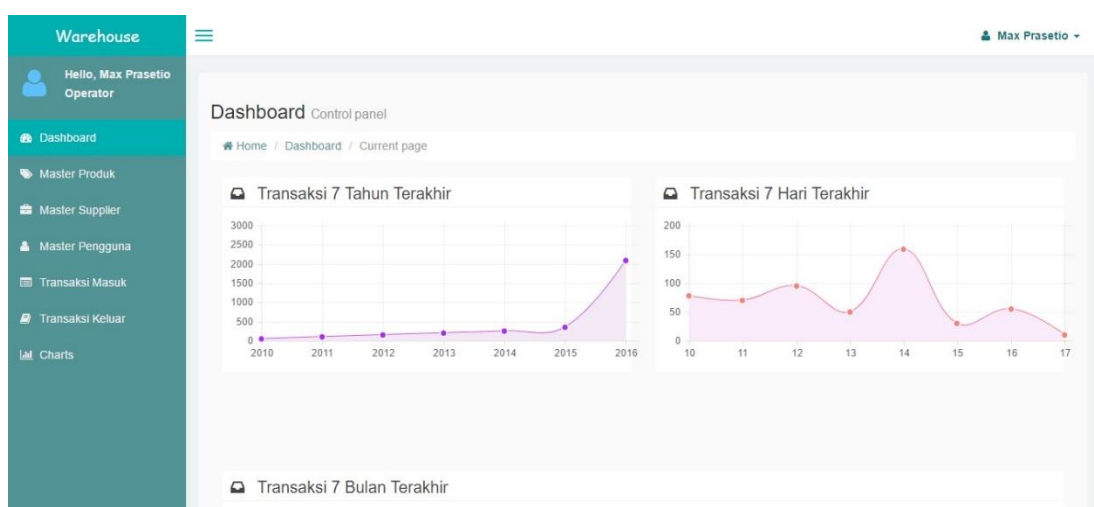 Warehouse
Max Prasetio
Hello, Max Prasetio
Operator
Dashboard
Master Produk
Master Supplier
Master Pengguna
Transaksi Masuk
Transaksi Keluar
Charts
Dashboard Control panel
Home / Dashboard / Current page
Transaksi 7 Tahun Terakhir
3000
2500
2000
1500
1000
500
0
2010 2011 2012 2013 2014 2015 2016
Transaksi 7 Hari Terakhir
200
150
100
50
0
10 11 12 13 14 15 16 17
Transaksi 7 Bulan Terakhir